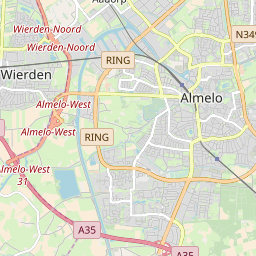 Aadorp
Wierden-Noord
N349
Wierden-Noord
RING
Wierden
Almelo-West
Almelo
Almelo-West
RING
Almelo-West
31
A35
A35